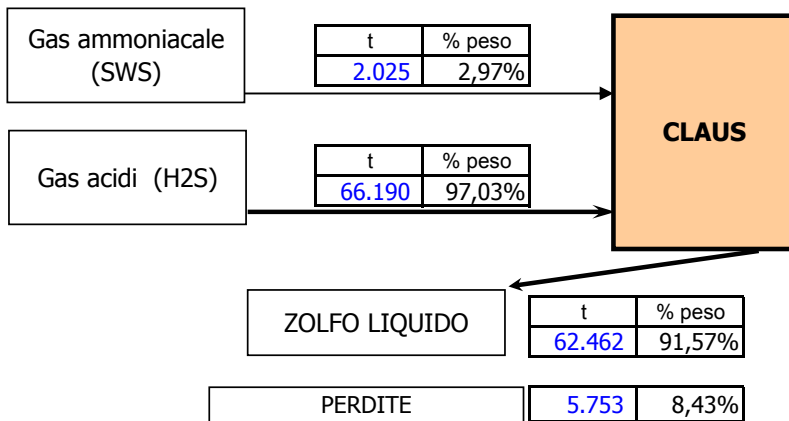 Gas ammoniacale
(SWS)
t % peso
2.025 2,97%
CLAUS
Gas acidi (H2S)
t % peso
66.190 97,03%
ZOLFO LIQUIDO
t % peso
62.462 91,57%
PERDITE 5.753 8,43%